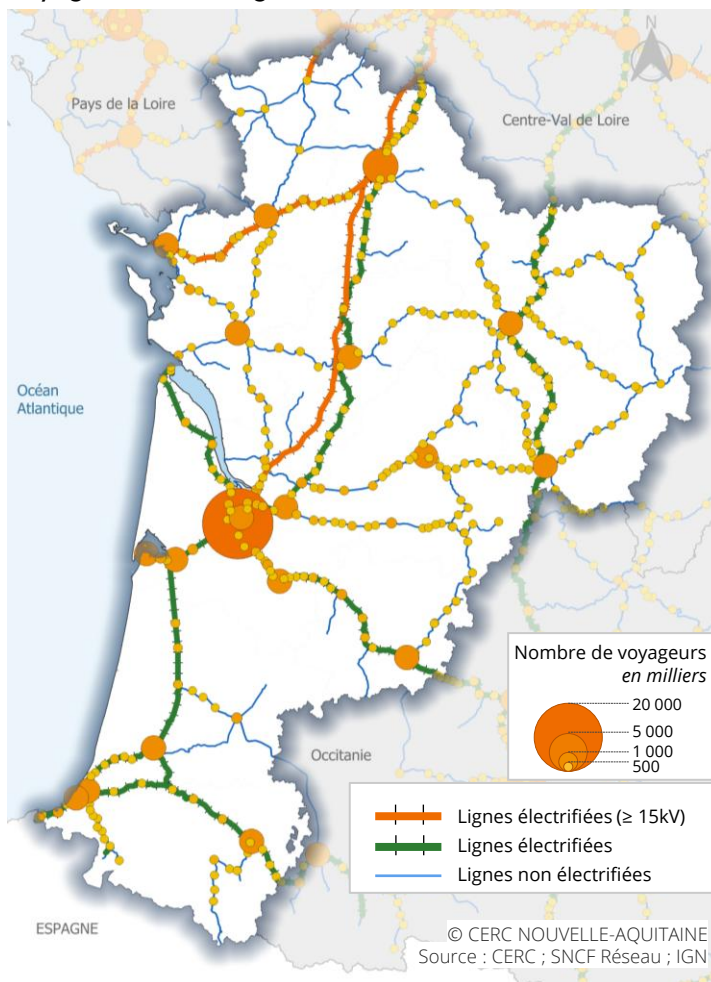 N
Pays de la Loire
Centre-Val de Loire
Océan
Atlantique
Nombre de voyageurs
en milliers
20 000
5 000
1 000
500
Occitanie
Lignes électrifiées (≥ 15kV)
Lignes électrifiées
Lignes non électrifiées
ESPAGNE
© CERC NOUVELLE-AQUITAINE
Source : CERC ; SNCF Réseau ; IGN